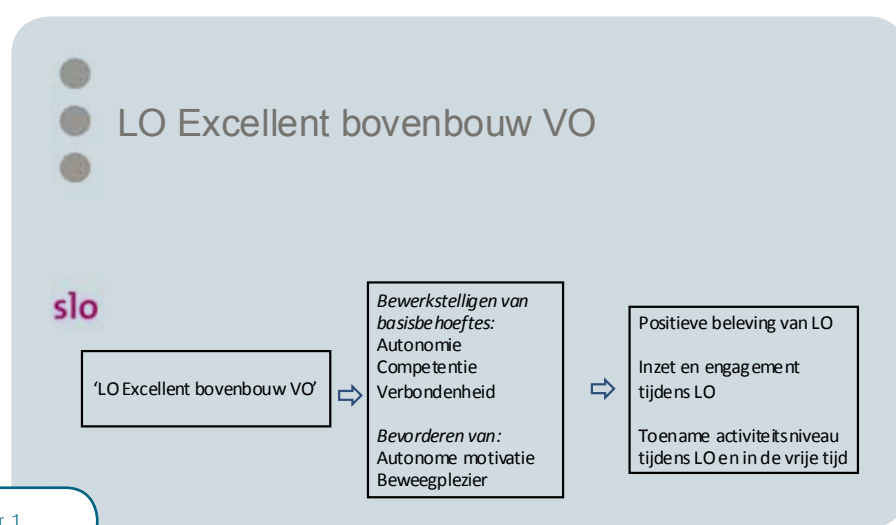 LO Excellent bovenbouw VO
slo
'LO Excellent bovenbouw VO'
Bewerkstelligen van
basisbehoeftes:
Autonomie
Competentie
Verbondenheid
Bevorderen van:
Autonome motivatie
Beweegplezier
Positieve beleving van LO
Inzet en engagement
tijdens LO
Toename activiteitsniveau
tijdens LO en in de vrije tijd
1